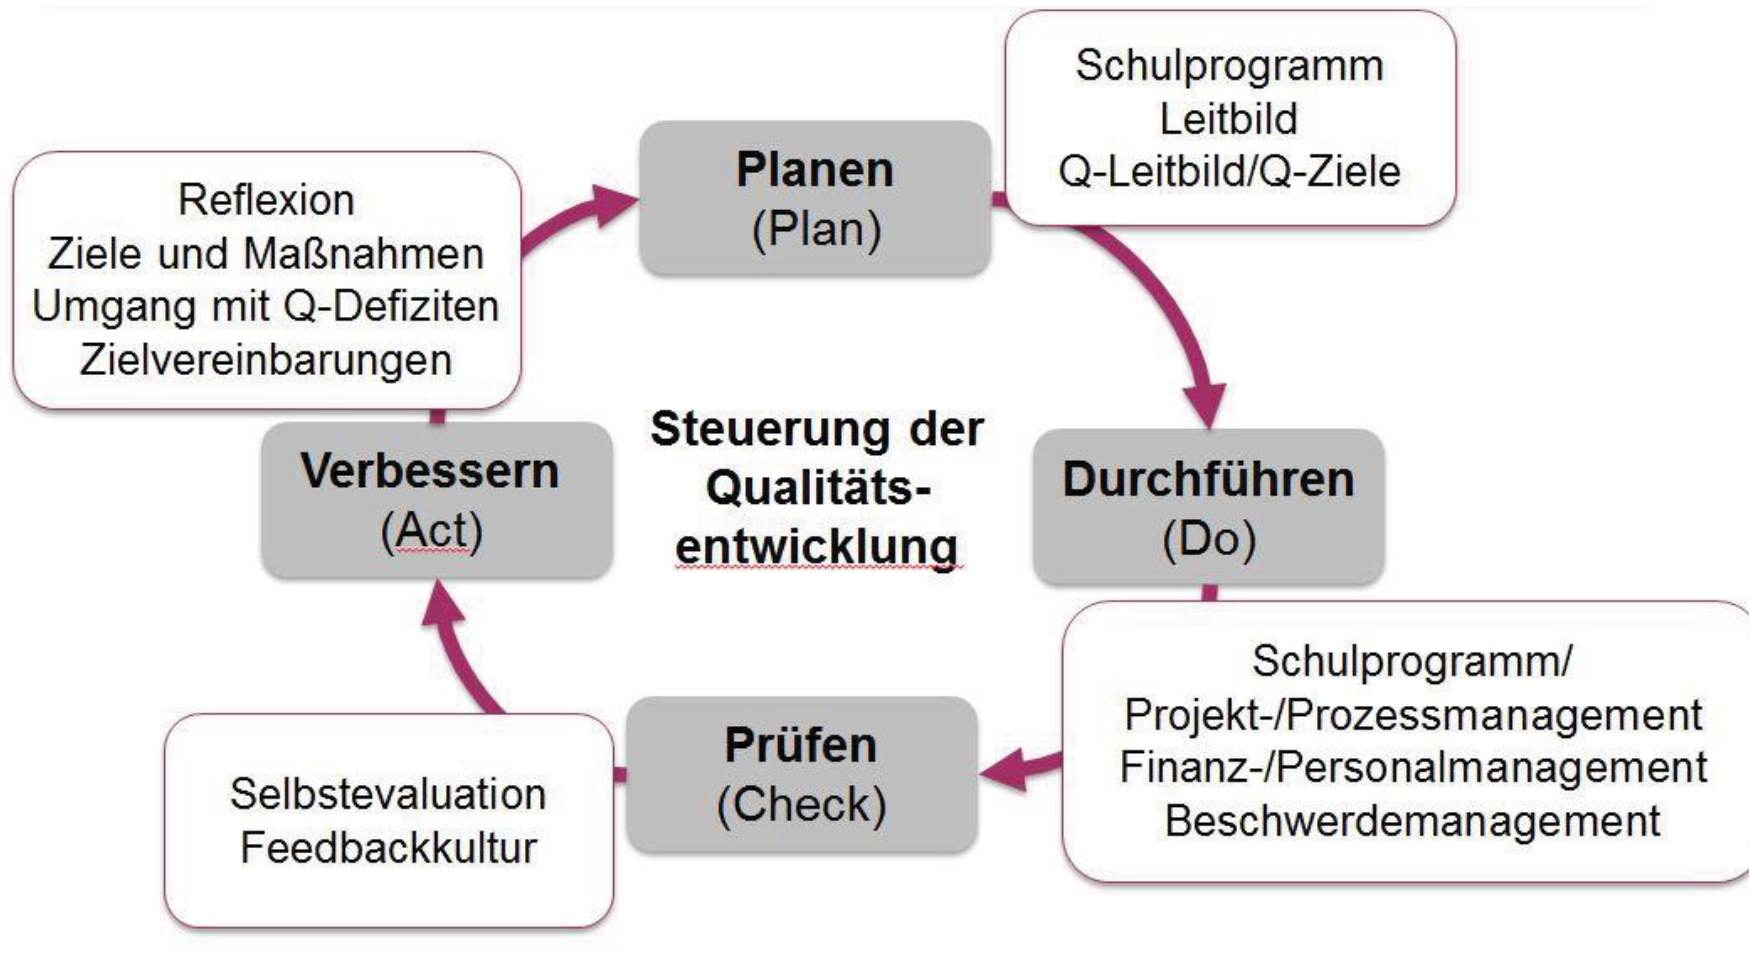 Schulprogramm
Leitbild
Q-Leitbild/Q-Ziele
Planen
(Plan)
Reflexion
Ziele und Maßnahmen
Umgang mit Q-Defiziten
Zielvereinbarungen
Steuerung der
Qualitäts-
entwicklung
Verbessern
(Act)
Durchführen
(Do)
Schulprogramm/
Projekt-/Prozessmanagement
Finanz-/Personalmanagement
Beschwerdemanagement
Prüfen
(Check)
Selbstevaluation
Feedbackkultur